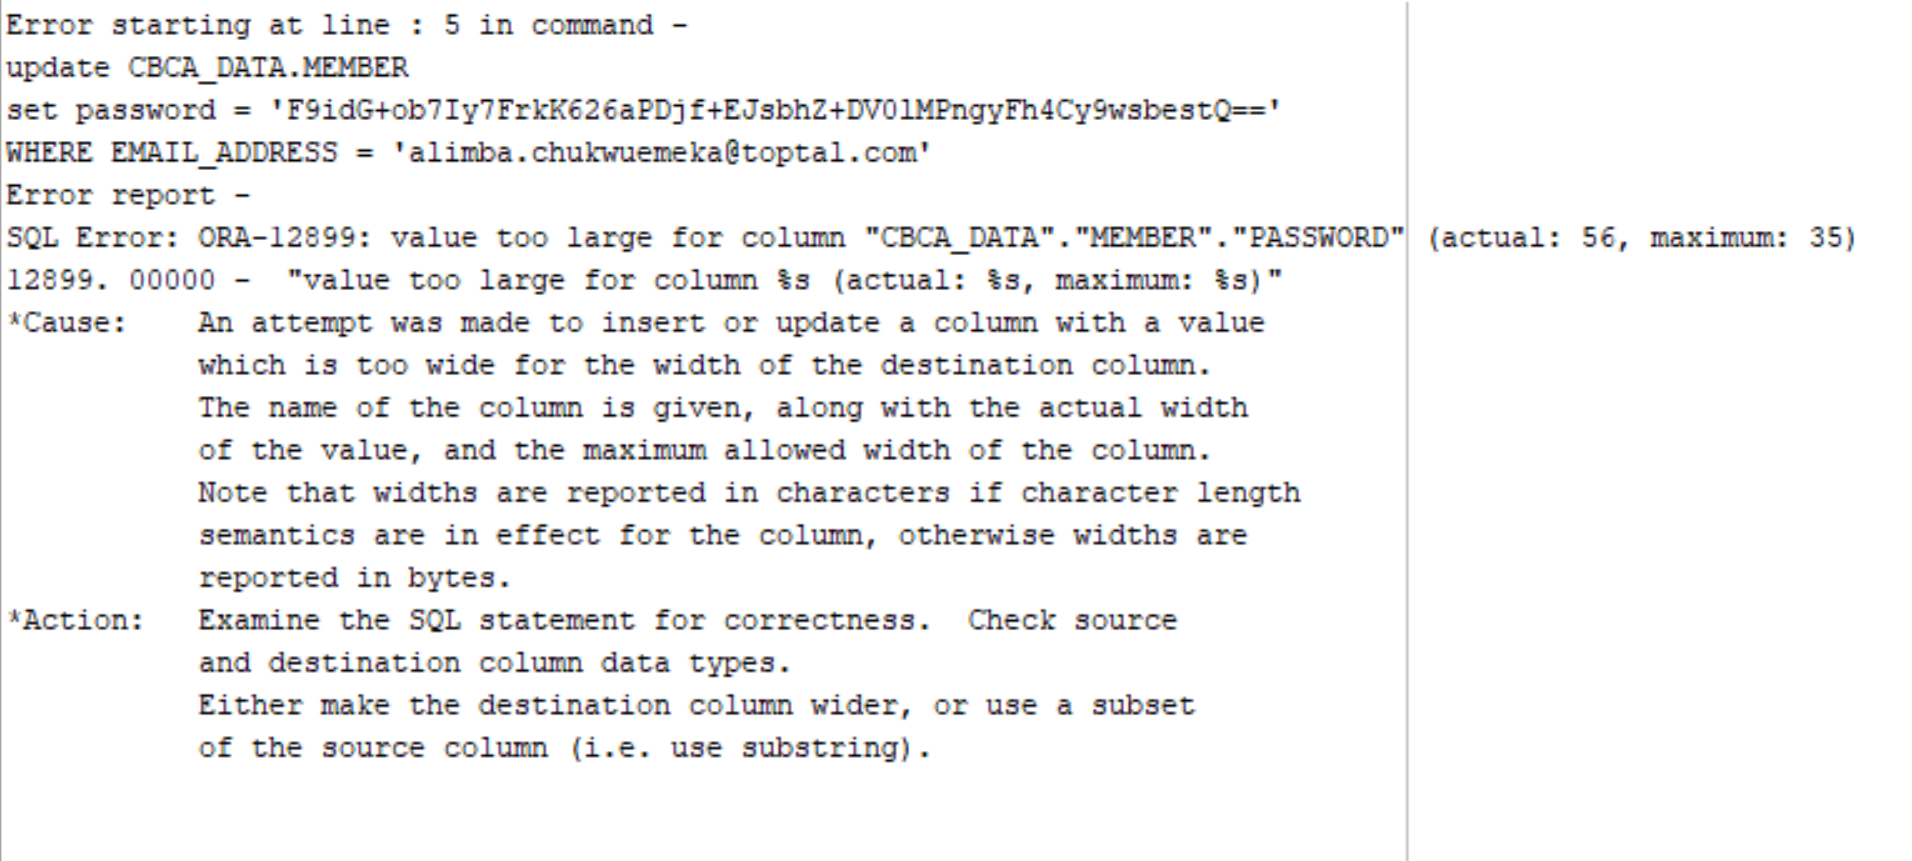 Error starting at line : 5 in command -
update CBCA_DATA.MEMBER
set password = 'F9idG+ob7Iy7FrkK626aPDjf+EJsbhZ+DV0lMPngyFh4Cy9wsbestQ=='
WHERE EMAIL_ADDRESS = 'alimba.chukwuemeka@toptal.com'
Error report -
SQL Error: ORA-12899: value too large for column "CBCA_DATA"."MEMBER"."PASSWORD" (actual: 56, maximum: 35)
12899. 00000 -  "value too large for column %s (actual: %s, maximum: %s)"
*Cause:    An attempt was made to insert or update a column with a value
           which is too wide for the width of the destination column.
           The name of the column is given, along with the actual width
           of the value, and the maximum allowed width of the column.
           Note that widths are reported in characters if character length
           semantics are in effect for the column, otherwise widths are
           reported in bytes.
*Action:   Examine the SQL statement for correctness.  Check source
           and destination column data types.
           Either make the destination column wider, or use a subset
           of the source column (i.e. use substring).